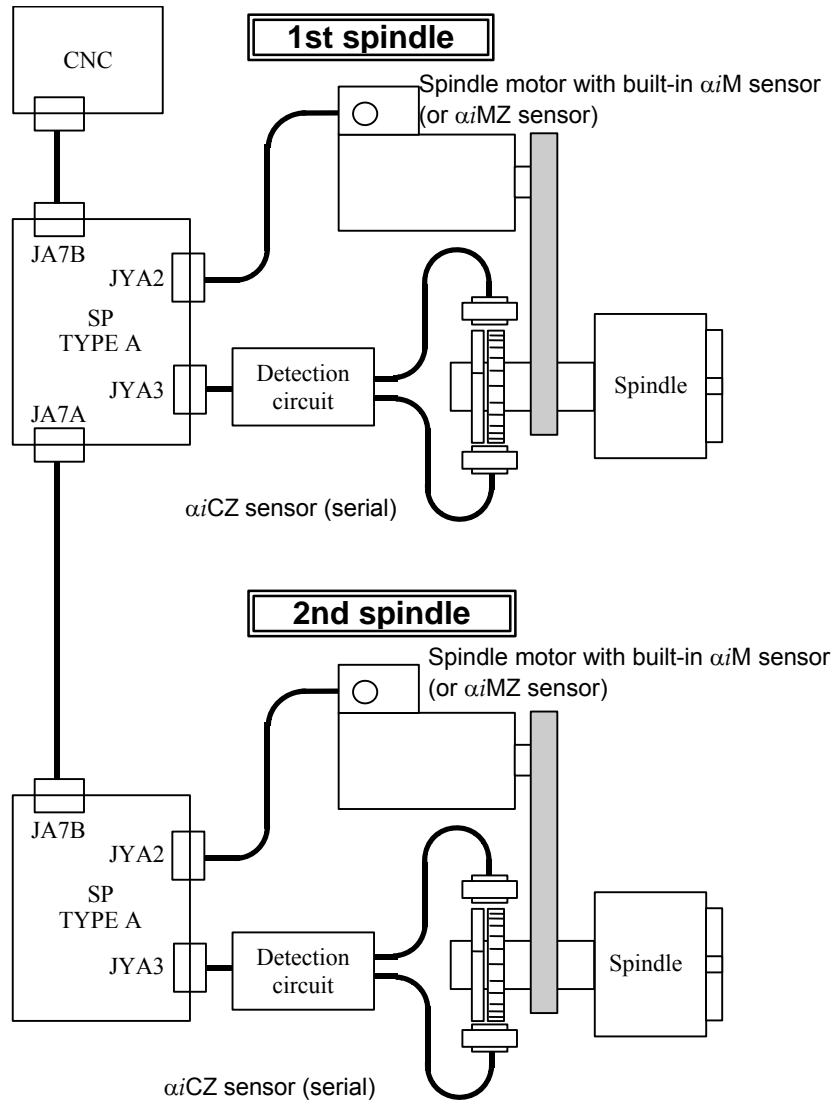 1st spindle
CNC
Spindle motor with built-in αiM sensor
(or αiMZ sensor)
JA7B
JYA2
SP
TYPE A
JYA3
JA7A
Detection
circuit
Spindle
αiCZ sensor (serial)
2nd spindle
Spindle motor with built-in αiM sensor
(or αiMZ sensor)
JA7B
JYA2
SP
TYPE A
JYA3
Detection
circuit
Spindle
αiCZ sensor (serial)